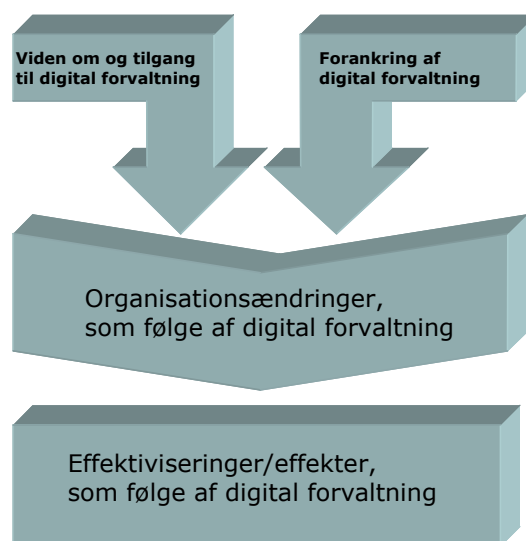 Viden om og tilgang
til digital forvaltning
Forankring af
digital forvaltning
Organisationsændringer,
som følge af digital forvaltning
Effektiviseringer/effekter,
som følge af digital forvaltning